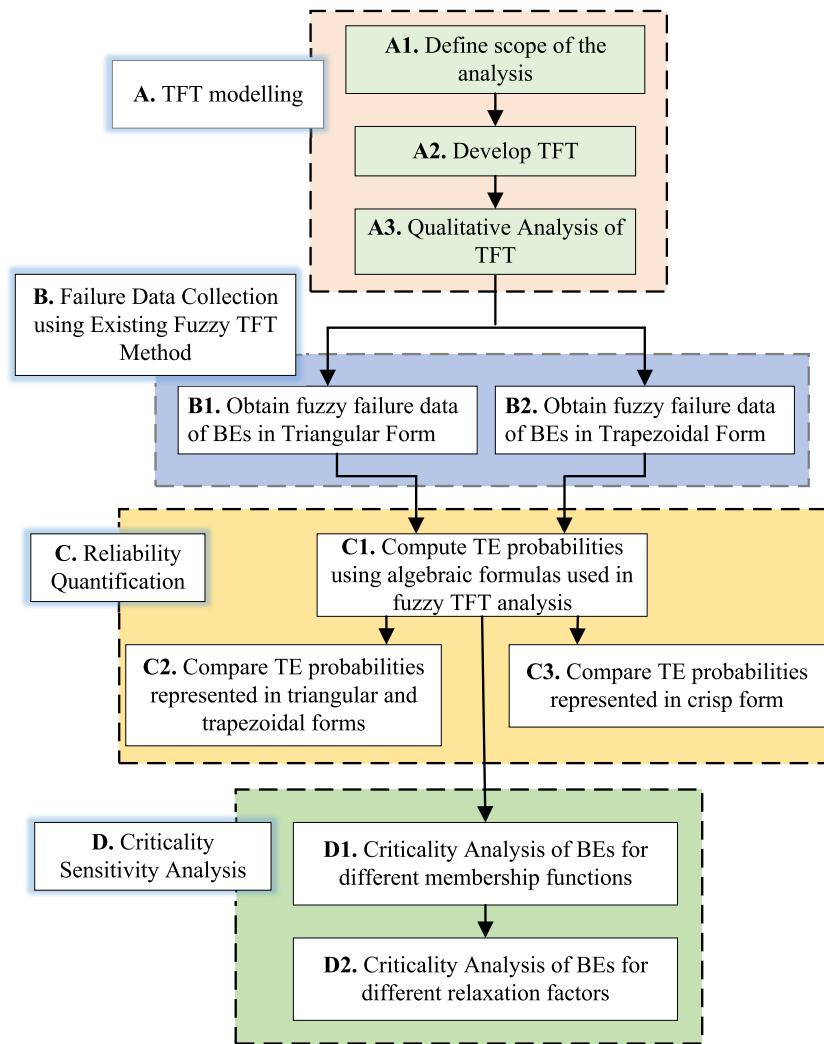 A1. Define scope of the
analysis
A. TFT modelling
A2. Develop TFT
A3. Qualitative Analysis of
TFT
B. Failure Data Collection
using Existing Fuzzy TFT
Method
B1. Obtain fuzzy failure data
of BEs in Triangular Form
B2. Obtain fuzzy failure data
of BEs in Trapezoidal Form
C. Reliability
Quantification
C1. Compute TE probabilities
using algebraic formulas used in
fuzzy TFT analysis
C2. Compare TE probabilities
represented in triangular and
trapezoidal forms
C3. Compare TE probabilities
represented in crisp form
D. Criticality
Sensitivity Analysis
D1. Criticality Analysis of BEs for
different membership functions
D2. Criticality Analysis of BEs for
different relaxation factors